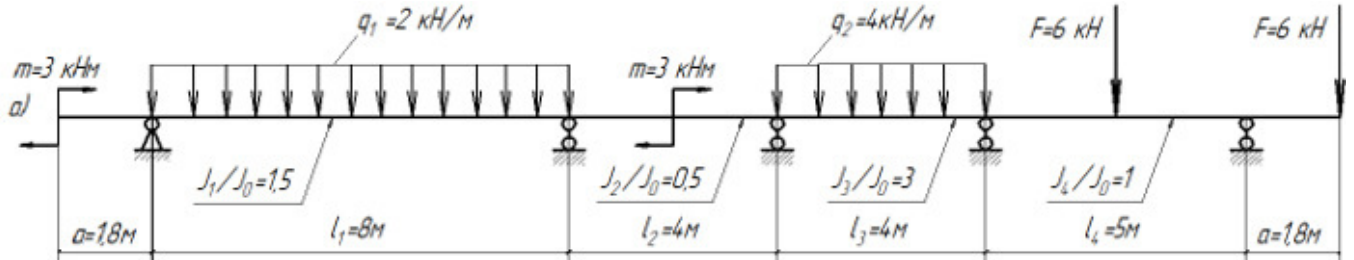 q₁=2 кН/м
q₂=4кН/м
F=6 кН
F=6 кН
m=3 кНм
m=3 кНм
а)
J₁/J₀=1,5
J₂/J₀=0,5
J₃/J₀=3
J₄/J₀=1
a=1,8м
l₁=8м
l₂=4м
l₃=4м
l₄=5м
a=1,8м